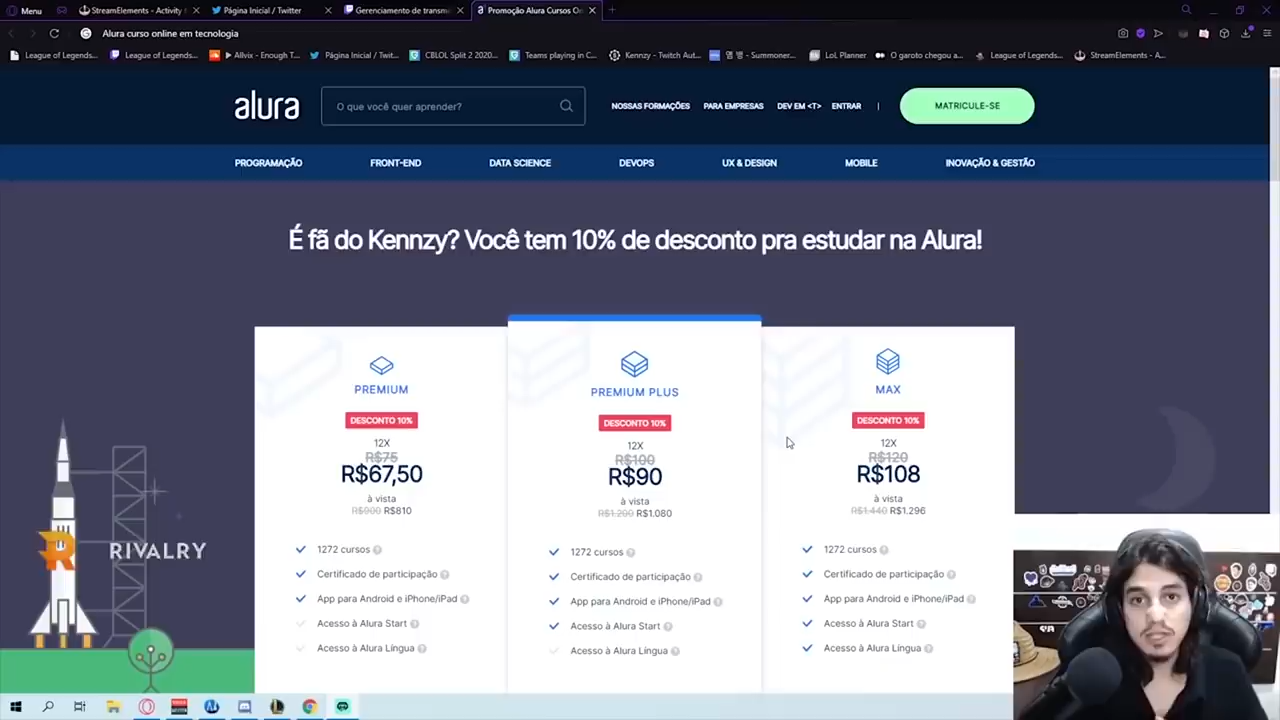 Menu
StreamElements - Activity
Página Inicial / Twitter
Gerenciamento de transmi
Promoção Alura Cursos On
Alura curso online em tecnologia
League of Legends...
League of Legends...
▶ Allvix - Enough T...
Página Inicial / Twit...
CBLOL Split 2 2020...
Teams playing in C...
Kennzy - Twitch Aut...
멸 병 - Summoner...
LoL Planner
O garoto chegou a...
League of Legends...
StreamElements - A...
alura
O que você quer aprender?
NOSSAS FORMAÇÕES
PARA EMPRESAS
DEV EM <T>
ENTRAR
|
MATRICULE-SE
PROGRAMAÇÃO
FRONT-END
DATA SCIENCE
DEVOPS
UX & DESIGN
MOBILE
INOVAÇÃO & GESTÃO
É fã do Kennzy? Você tem 10% de desconto pra estudar na Alura!
PREMIUM
DESCONTO 10%
12X
R$75
R$67,50
à vista
R$900 R$810
1272 cursos
Certificado de participação
App para Android e iPhone/iPad
Acesso à Alura Start
Acesso à Alura Língua
PREMIUM PLUS
DESCONTO 10%
12X
R$100
R$90
à vista
R$1.200 R$1.080
1272 cursos
Certificado de participação
App para Android e iPhone/iPad
Acesso à Alura Start
Acesso à Alura Língua
MAX
DESCONTO 10%
12X
R$120
R$108
à vista
R$1.440 R$1.296
1272 cursos
Certificado de participação
App para Android e iPhone/iPad
Acesso à Alura Start
Acesso à Alura Língua
RIVALRY